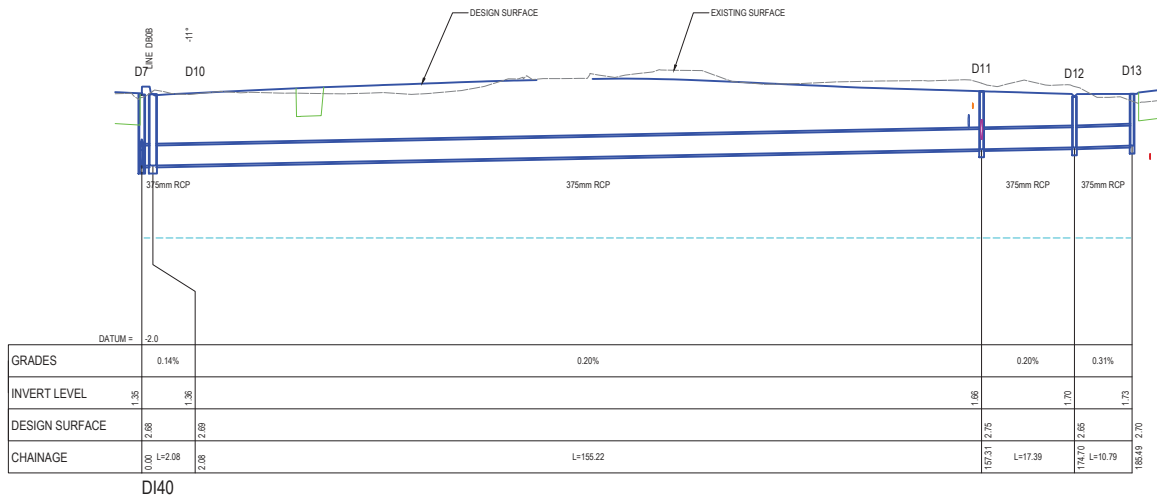 DESIGN SURFACE
EXISTING SURFACE
LINE DB0B
-11°
D7
D10
D11
D12
D13
375mm RCP
375mm RCP
375mm RCP
375mm RCP
DATUM = -2.0
GRADES 0.14% 0.20% 0.20% 0.31%
INVERT LEVEL 1.35 1.36 1.66 1.70 1.73
DESIGN SURFACE 2.68 2.69 2.75 2.65 2.70
CHAINAGE 0.00 L=2.08 2.08 L=155.22 157.31 L=17.39 174.70 L=10.79 185.49
DI40